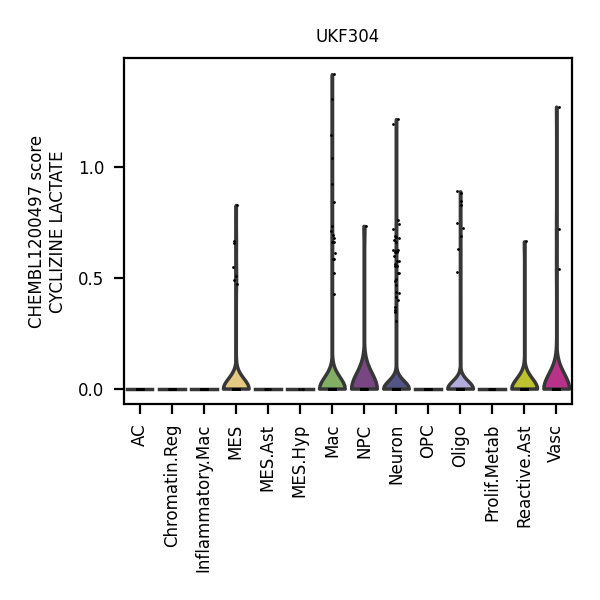 UKF304
CHEMBL1200497 score
CYCLIZINE LACTATE
1.0
0.5
0.0
AC
Chromatin.Reg
Inflammatory.Mac
MES
MES.Ast
MES.Hyp
Mac
NPC
Neuron
OPC
Oligo
Prolif.Metab
Reactive.Ast
Vasc